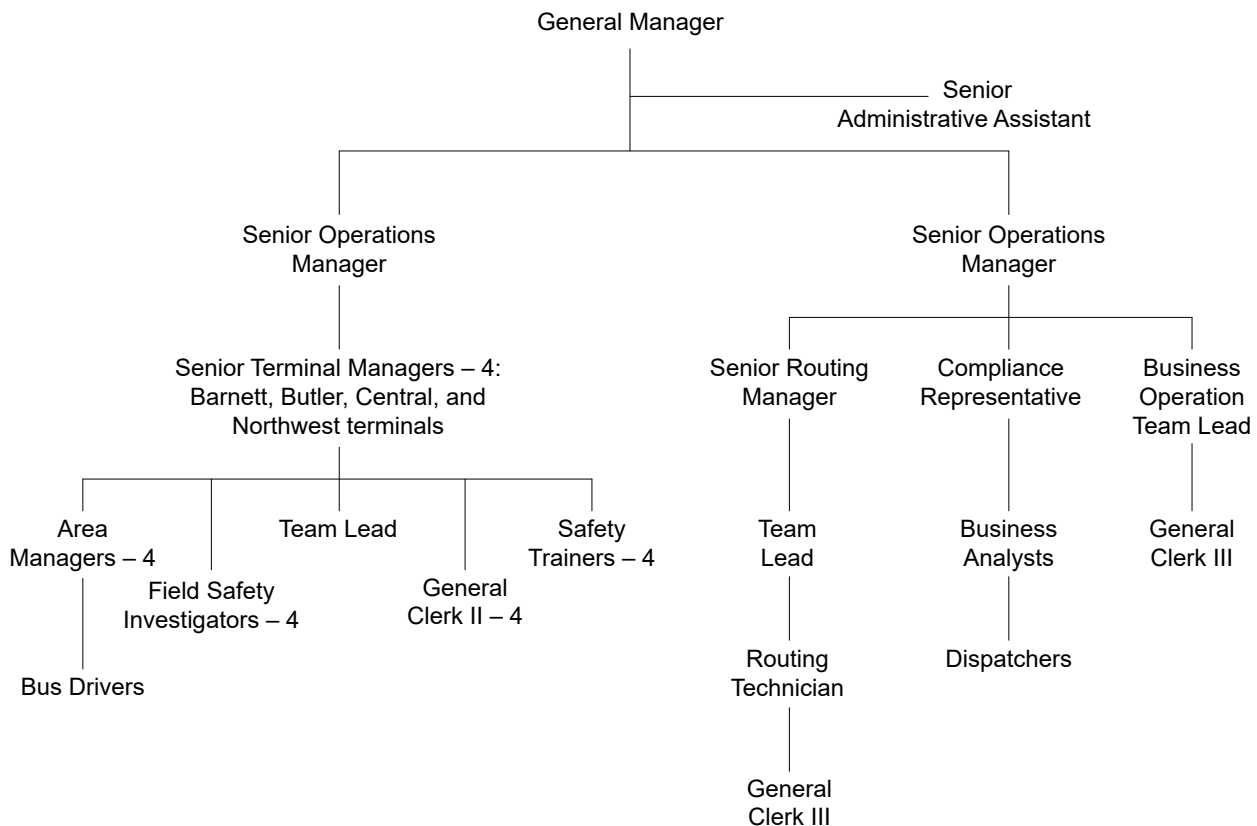 General Manager
Senior
Administrative Assistant
Senior Operations
Manager
Senior Operations
Manager
Senior Terminal Managers – 4:
Barnett, Butler, Central, and
Northwest terminals
Senior Routing
Manager
Compliance
Representative
Business
Operation
Team Lead
Area
Managers – 4
Field Safety
Investigators – 4
Team Lead
General
Clerk II – 4
Safety
Trainers – 4
Team
Lead
Business
Analysts
General
Clerk III
Bus Drivers
Routing
Technician
Dispatchers
General
Clerk III